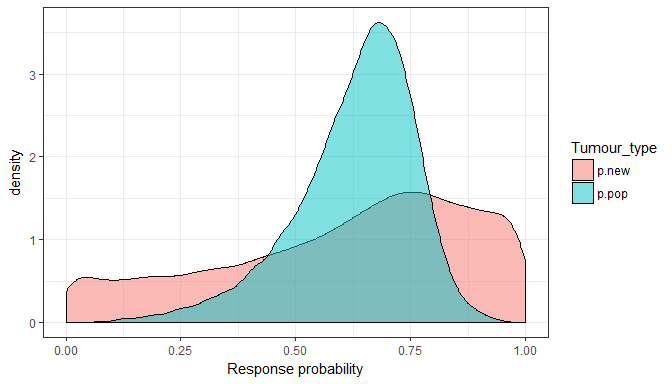 density
3
2
1
0
0.00 0.25 0.50 0.75 1.00
Response probability
Tumour_type
p.new
p.pop